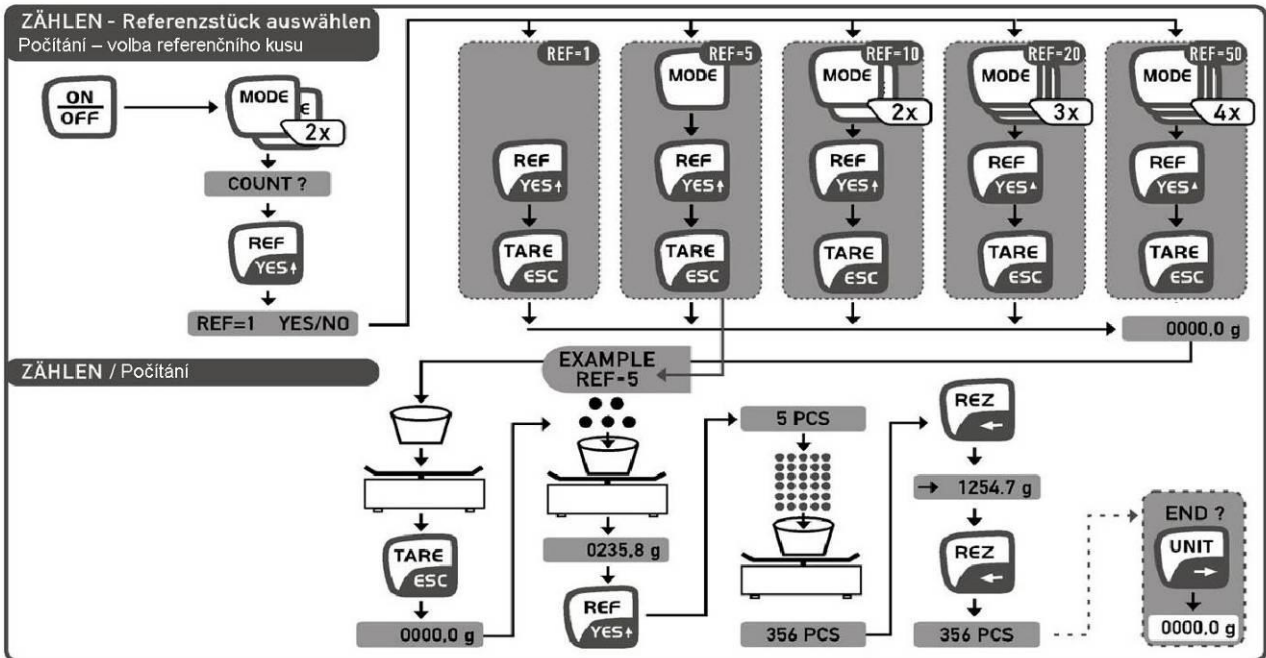 ZÄHLEN - Referenzstück auswählen
Počítání – volba referenčního kusu
ON
OFF
MODE
2x
COUNT ?
REF
YES
REF=1 YES/NO
REF=1
REF
YES
TARE
ESC
REF=5
MODE
REF
YES
TARE
ESC
REF=10
MODE
2x
REF
YES
TARE
ESC
REF=20
MODE
3x
REF
YES
TARE
ESC
REF=50
MODE
4x
REF
YES
TARE
ESC
0000,0 g
ZÄHLEN / Počítání
EXAMPLE
REF=5
TARE
ESC
0000,0 g
0235,8 g
REF
YES
5 PCS
356 PCS
REZ
1254.7 g
REZ
356 PCS
END ?
UNIT
0000,0 g